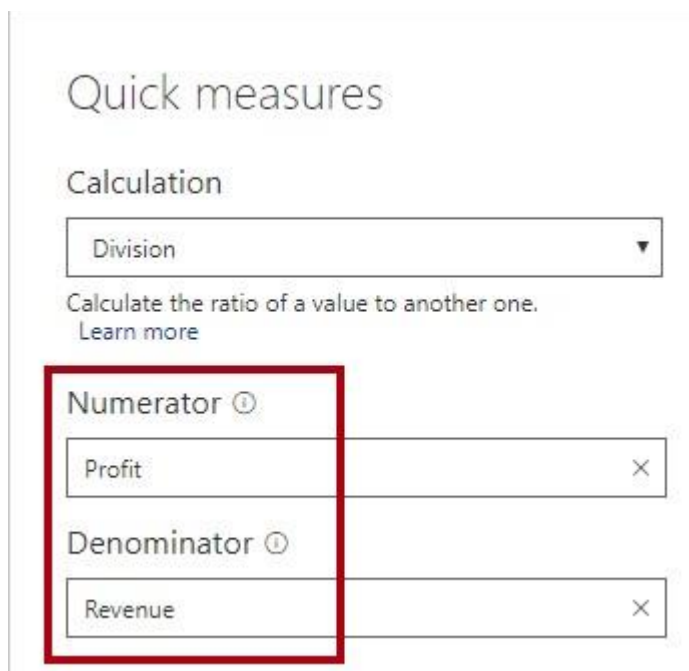 Quick measures
Calculation
Division
Calculate the ratio of a value to another one.
Learn more
Numerator
Profit
Denominator
Revenue